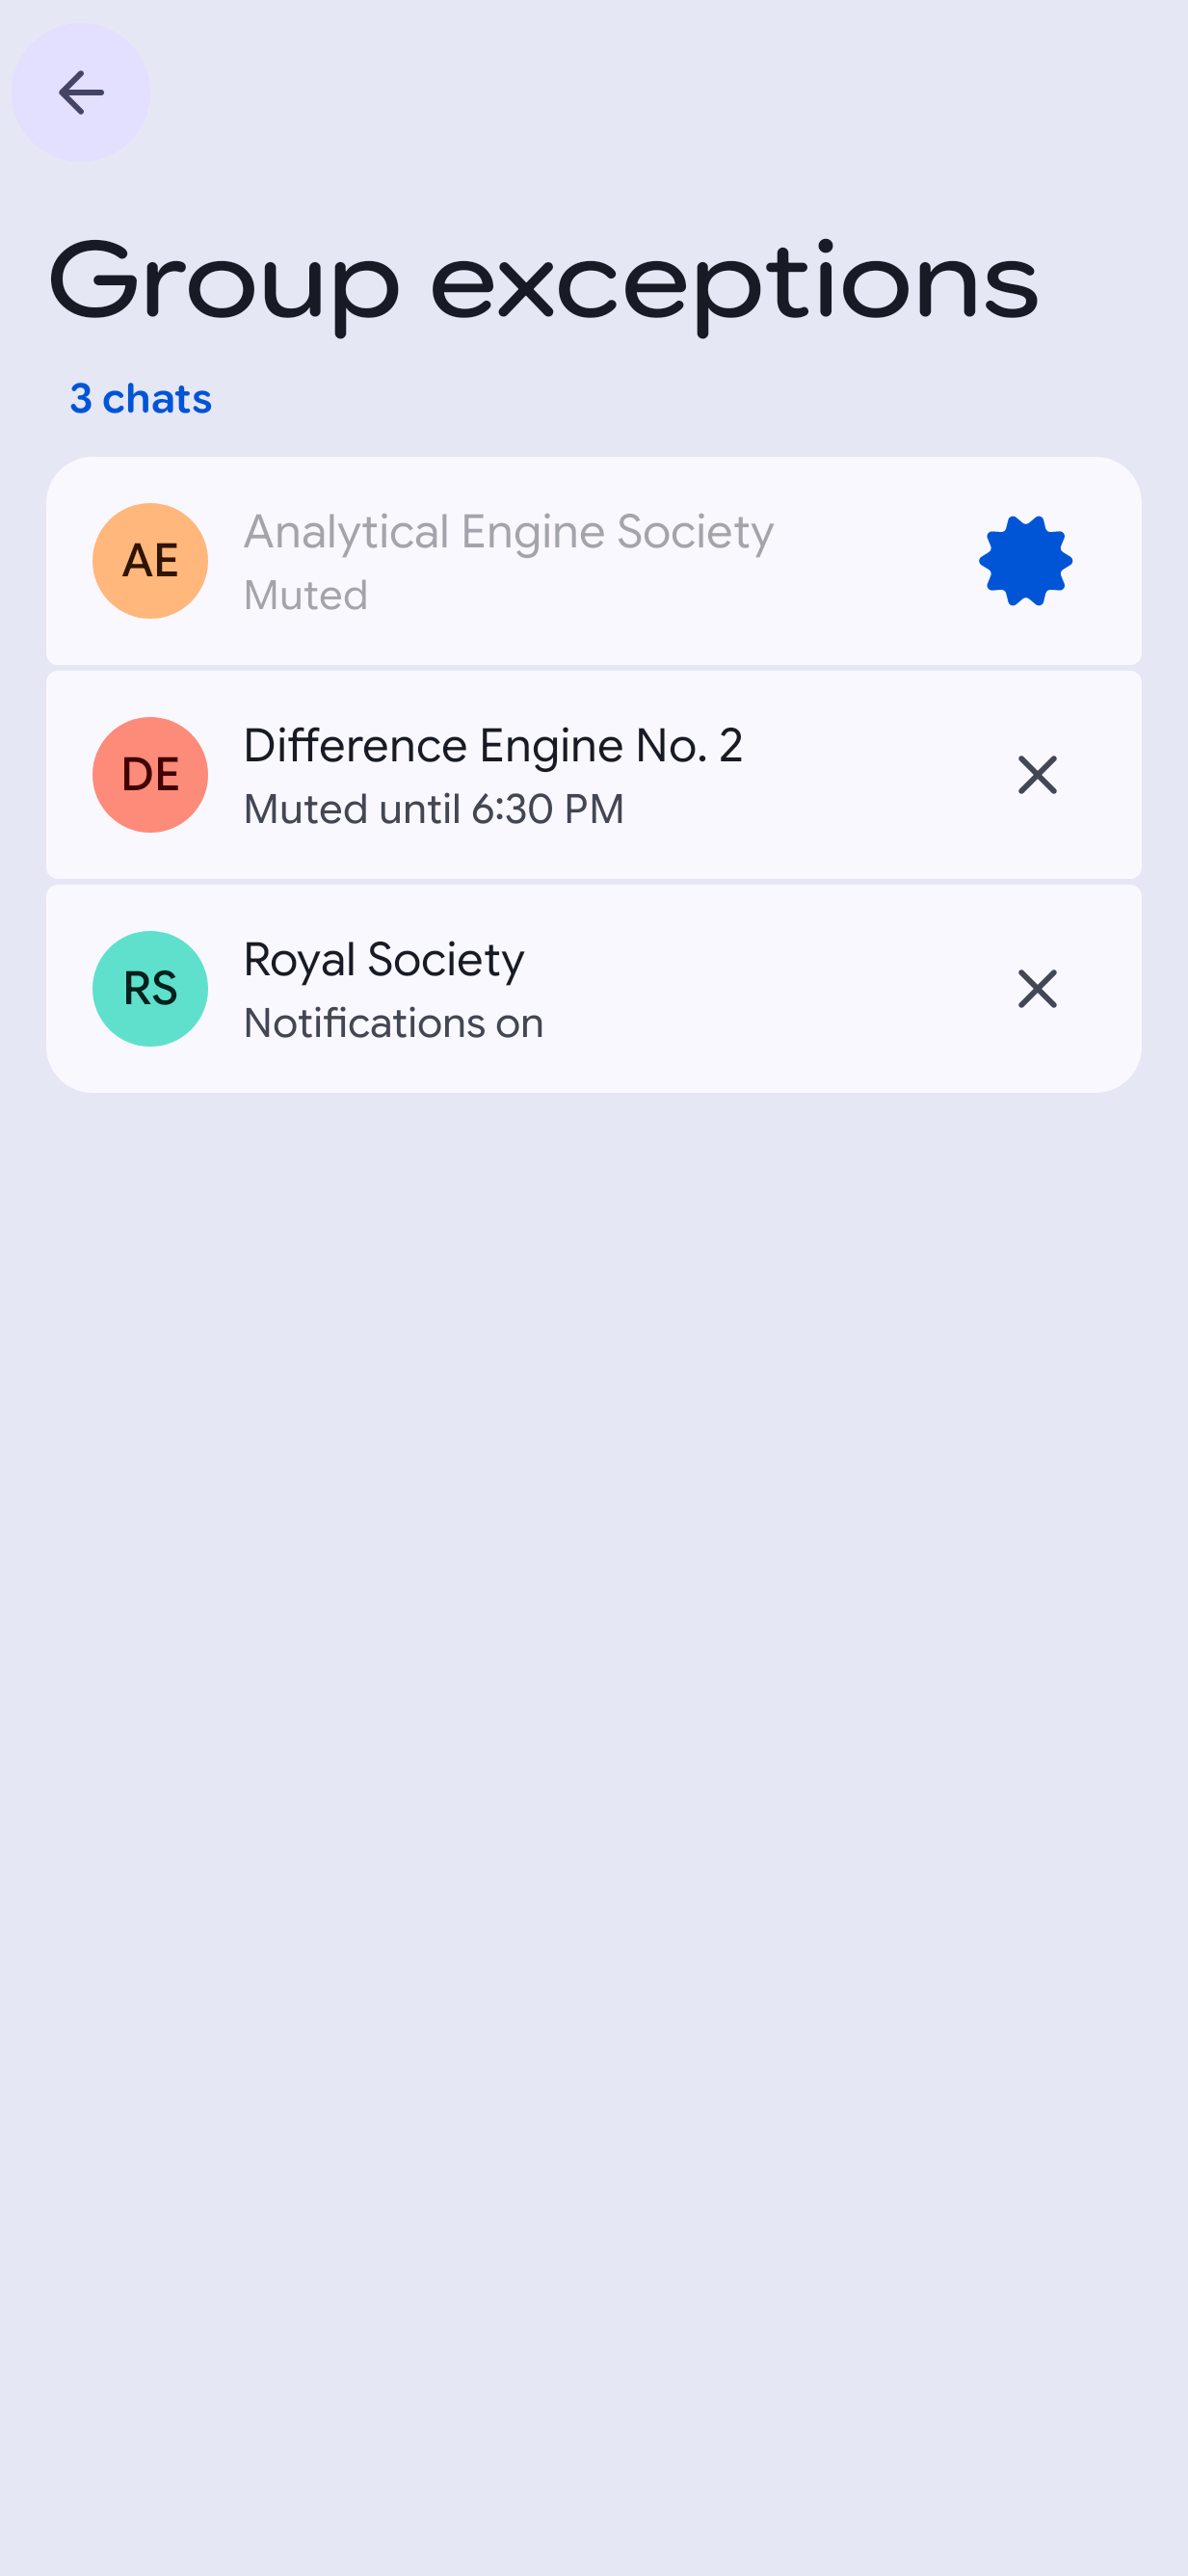 Group exceptions
3 chats
AE
Analytical Engine Society
Muted
DE
Difference Engine No. 2
Muted until 6:30 PM
RS
Royal Society
Notifications on